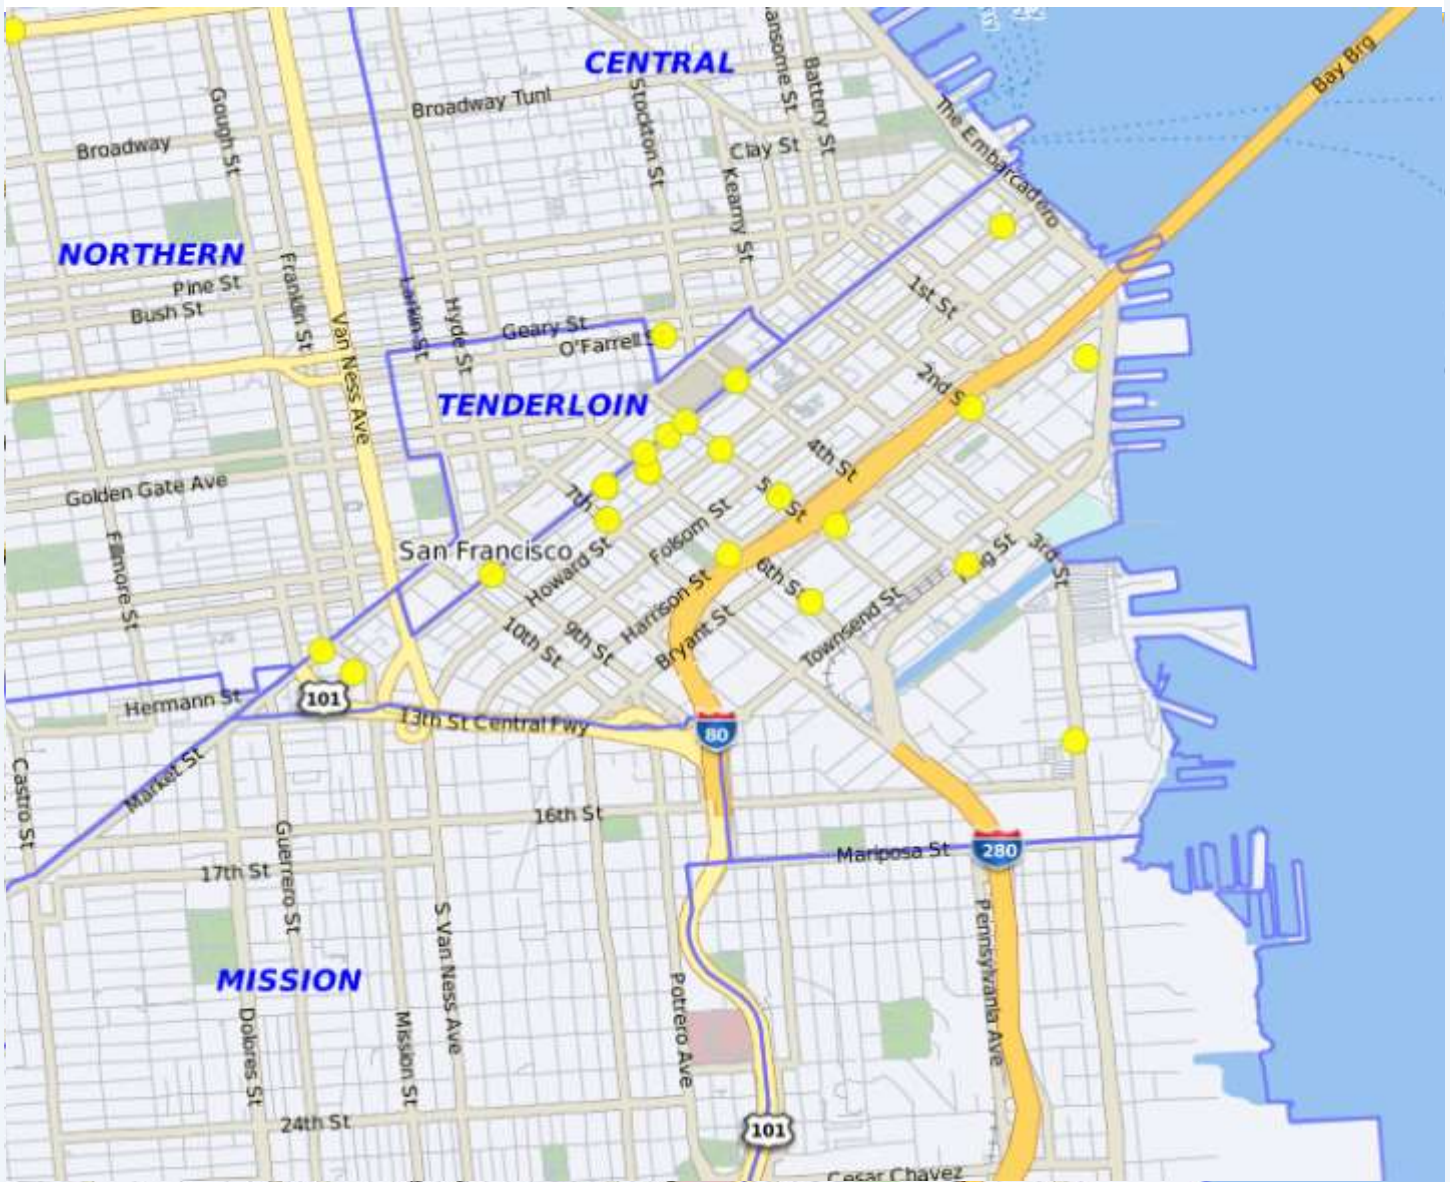 CENTRAL
Bay Brg
Sansome St
Battery St
Broadway Tunl
Stockton St
Gough St
The Embarcadero
Broadway
Clay St
Kearny St
NORTHERN
Pine St
Bush St
Franklin St
Larkin St
Hyde St
Geary St
O'Farrell
1st St
Van Ness Ave
2nd S
TENDERLOIN
4th St
Golden Gate Ave
7th
5 St
Folsom St
San Francisco
Howard St
Fillmore St
Harrison St
6th St
King St
3rd St
10th St
9th St
Bryant St
Townsend St
Hermann St
101
13th St Central Fwy
80
Market St
Castro St
16th St
Guerrero St
17th St
Mariposa St
280
S Van Ness Ave
Pennsylvania Ave
MISSION
Potrero Ave
Dolores St
Mission St
24th St
101
Cesar Chavez